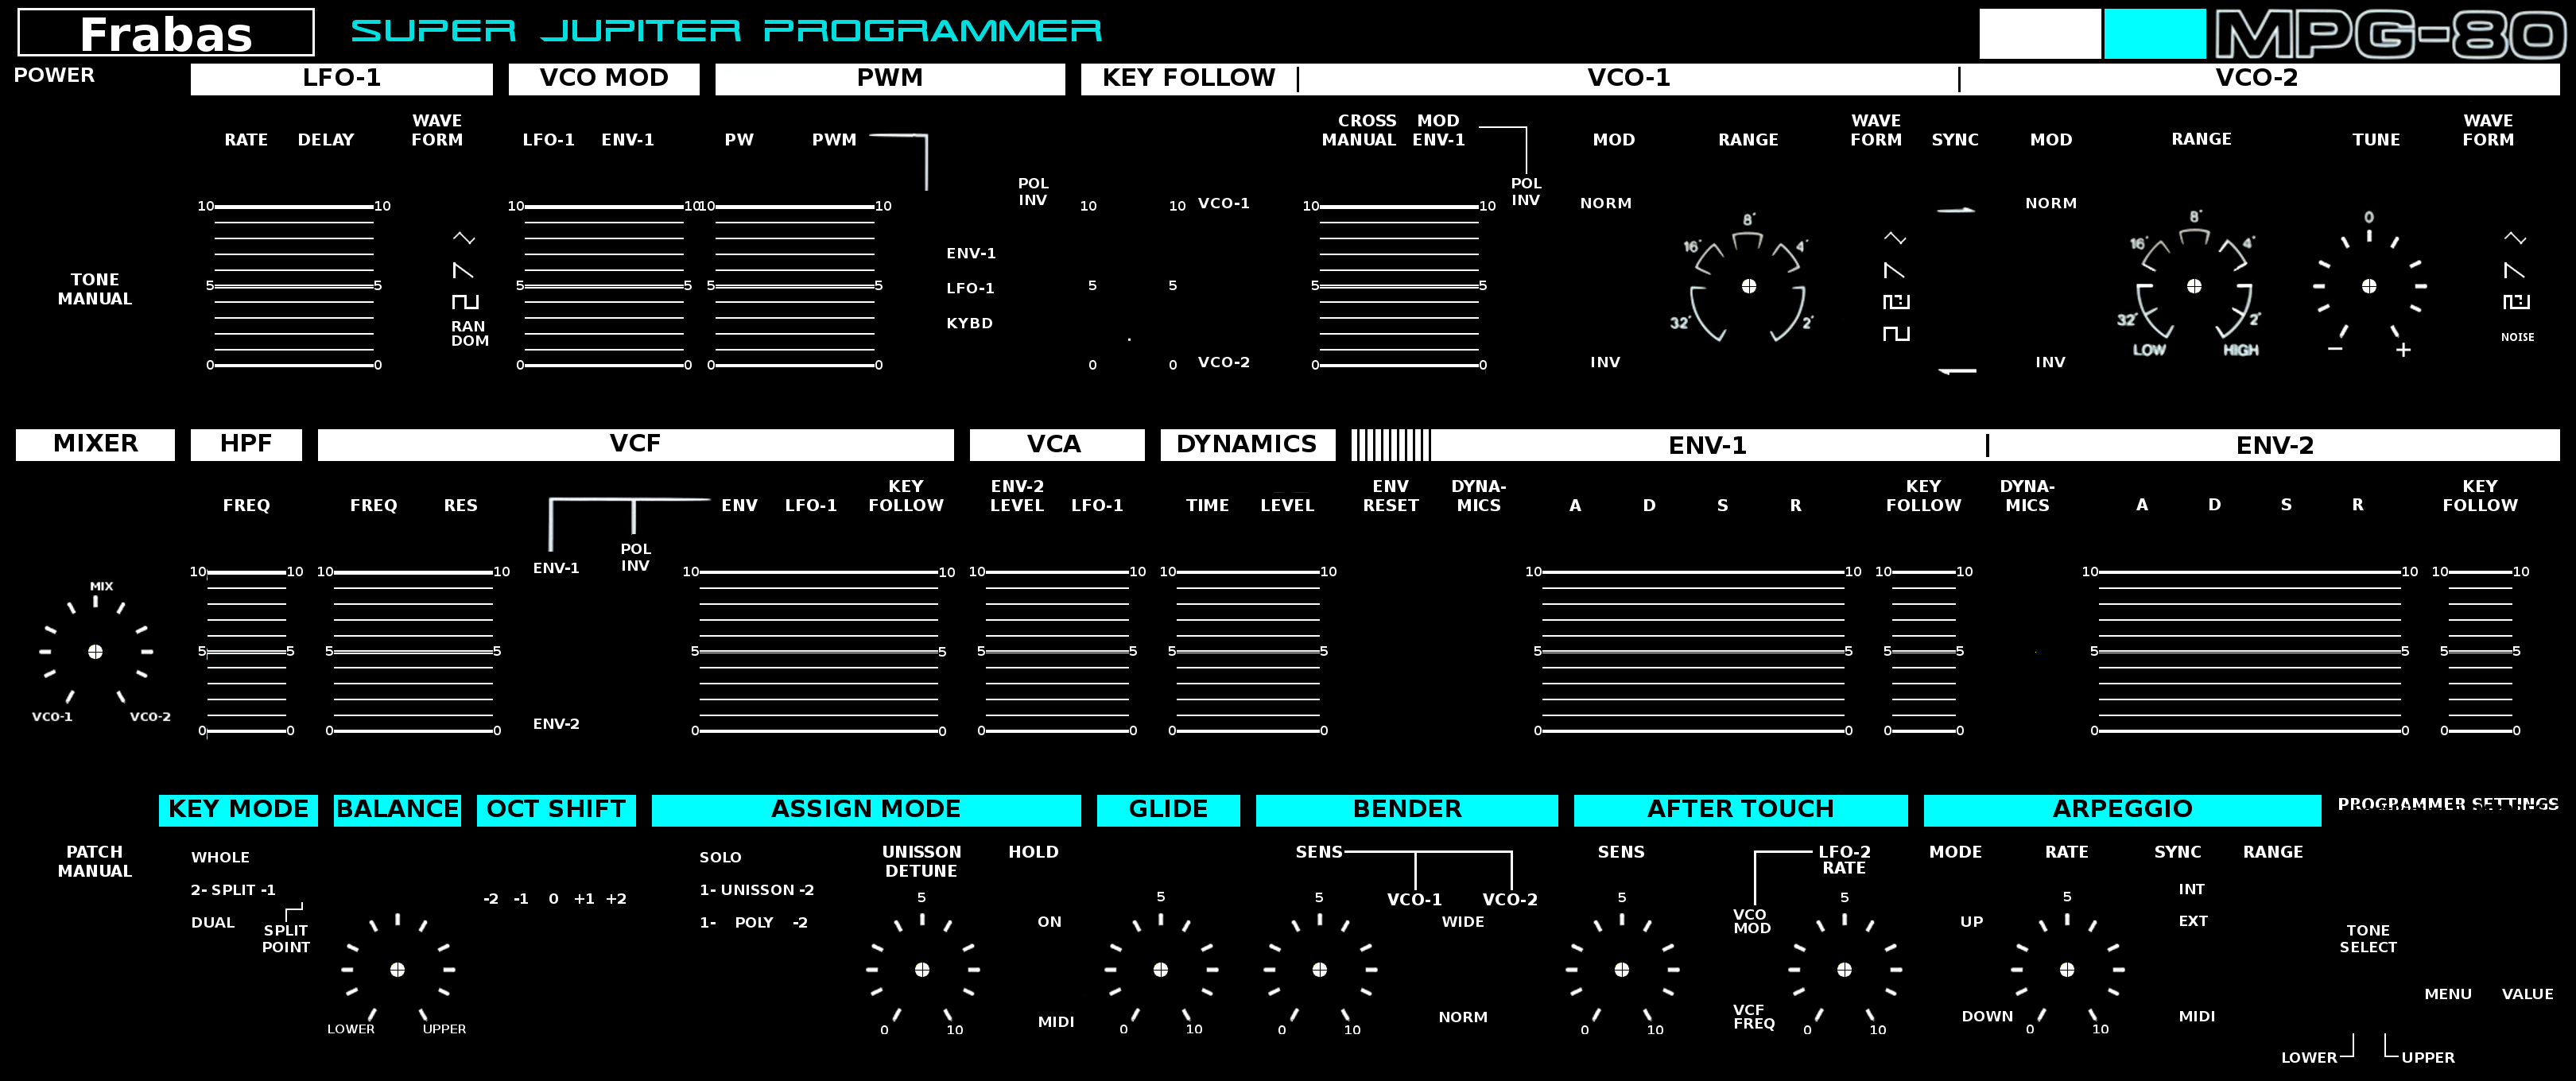 Frabas
SUPER JUPITER PROGRAMMER
MPG-80
POWER
LFO-1
VCO MOD
PWM
KEY FOLLOW
VCO-1
VCO-2
RATE DELAY WAVE FORM
LFO-1 ENV-1
PW PWM
POL INV
CROSS MOD
MANUAL ENV-1
POL INV
MOD RANGE WAVE FORM SYNC
MOD RANGE TUNE WAVE FORM
10 10 10 10 10 10 10 VCO-1 10 10
NORM
NORM
8' 8' 0
16' 4' 16' 4'
ENV-1
LFO-1
KYBD
TONE MANUAL
5 5 5 5 5 5 5 5 5
RAN DOM
32' 2' 32' 2'
LOW HIGH - +
NOISE
0 0 0 0 0 0 0 VCO-2 0 0
INV
INV
MIXER
HPF
VCF
VCA
DYNAMICS
ENV-1
ENV-2
FREQ
FREQ RES
ENV LFO-1 KEY FOLLOW
ENV-2 LEVEL LFO-1
TIME LEVEL
ENV RESET
DYNA-MICS
A D S R
KEY FOLLOW
DYNA-MICS
A D S R
KEY FOLLOW
POL INV
ENV-1
10 10 10 10 10 10 10 10 10 10 10 10 10 10 10 10 10 10
MIX
5 5 5 5 5 5 5 5 5 5 5 5 5 5 5 5 5 5
VCO-1 VCO-2
ENV-2
0 0 0 0 0 0 0 0 0 0 0 0 0 0 0 0 0 0
KEY MODE
BALANCE
OCT SHIFT
ASSIGN MODE
GLIDE
BENDER
AFTER TOUCH
ARPEGGIO
PROGRAMMER SETTINGS
PATCH MANUAL
WHOLE
2- SPLIT -1
DUAL
SPLIT POINT
LOWER UPPER
-2 -1 0 +1 +2
SOLO
1- UNISSON -2
1- POLY -2
UNISSON DETUNE
5
0 10
HOLD
ON
MIDI
5
0 10
SENS
5
0 10
VCO-1 VCO-2
WIDE
NORM
SENS
5
0 10
LFO-2 RATE
VCO MOD
VCF FREQ
5
0 10
MODE
UP
DOWN
RATE
5
0 10
SYNC
INT
EXT
MIDI
RANGE
TONE SELECT
MENU VALUE
LOWER UPPER